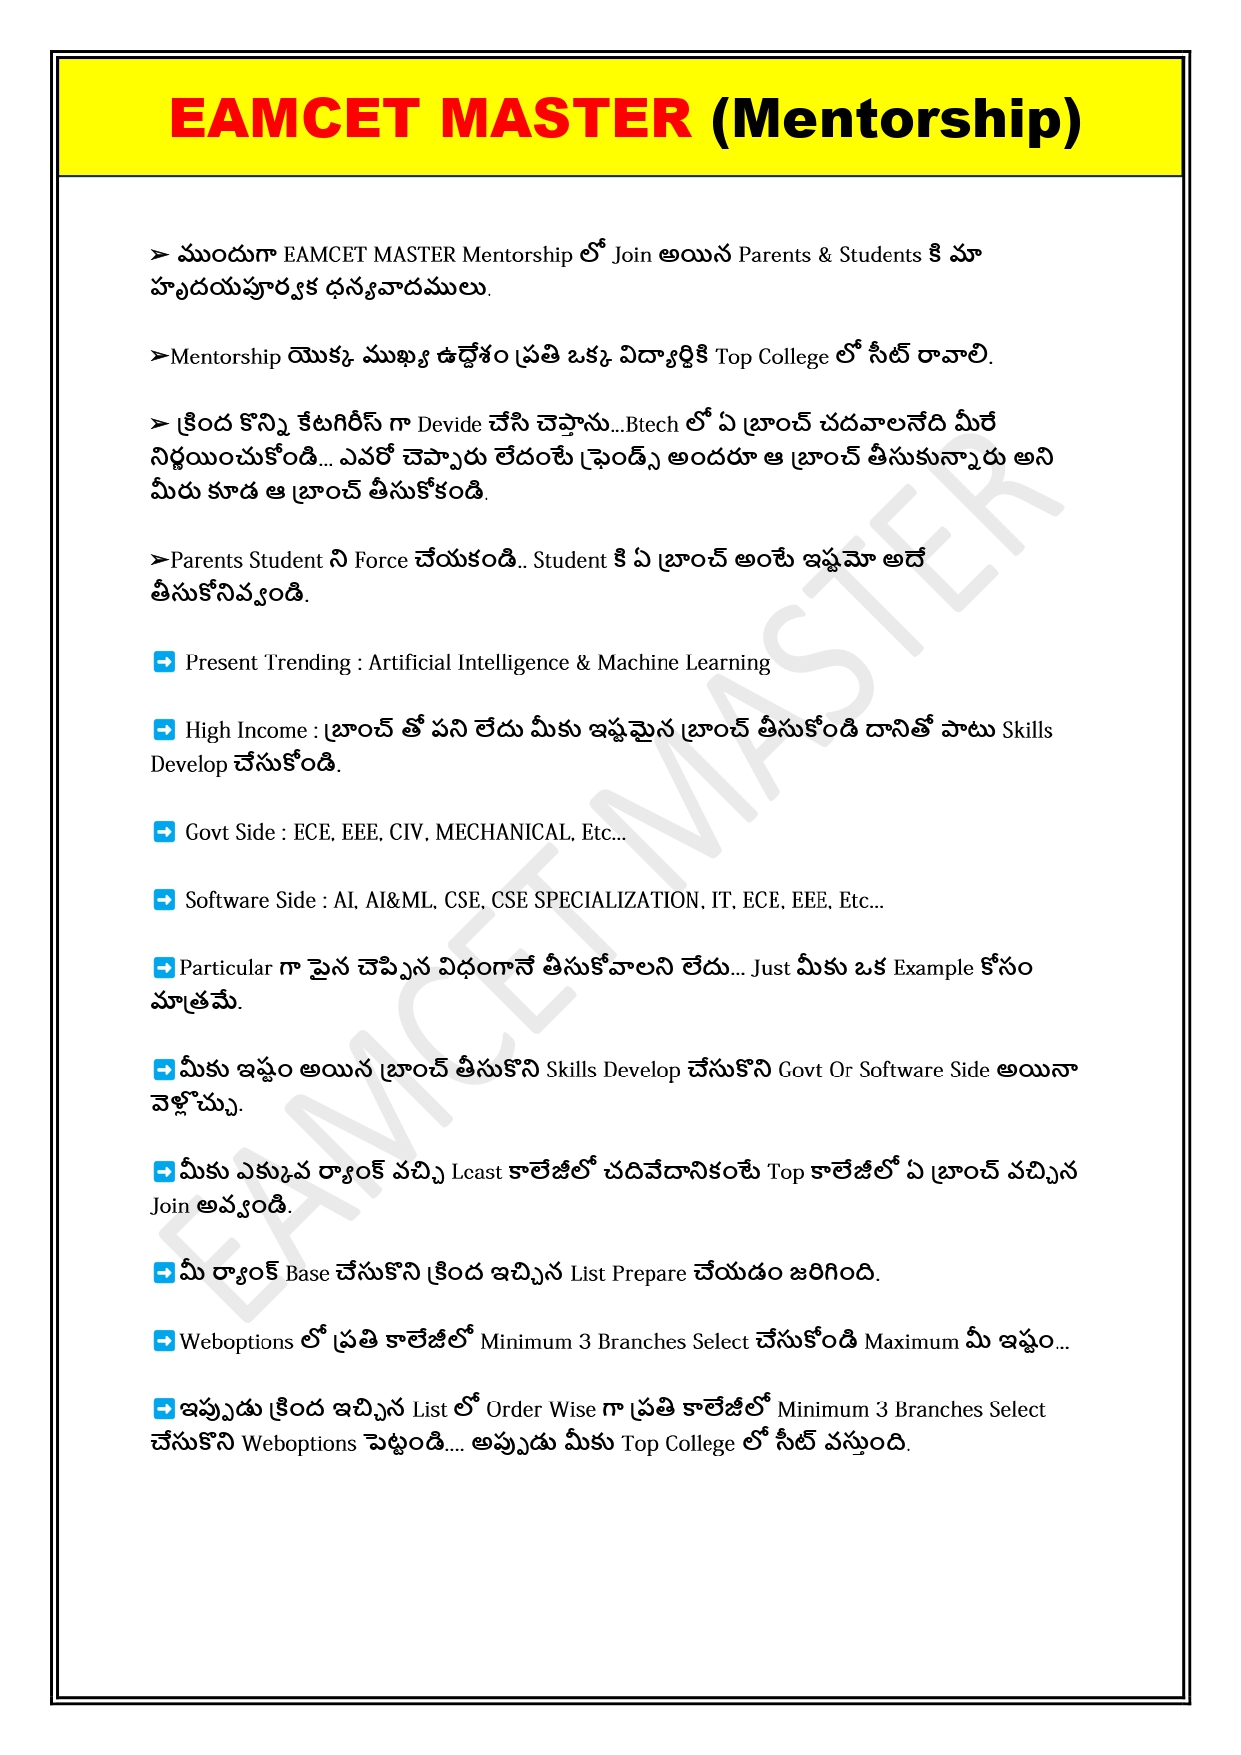 EAMCET MASTER (Mentorship)
➢ ముందుగా EAMCET MASTER Mentorship లో Join అయిన Parents & Students కి మా
హృదయపూర్వక ధన్యవాదములు.
➢Mentorship యొక్క ముఖ్య ఉద్దేశం ప్రతి ఒక్క విద్యార్థికి Top College లో సీట్ రావాలి.
➢ క్రింద కొన్ని కేటగిరీస్ గా Devide చేసి చెప్తాను...Btech లో ఏ బ్రాంచ్ చదవాలనేది మీరే
నిర్ణయించుకోండి... ఎవరో చెప్పారు లేదంటే ఫ్రెండ్స్ అందరూ ఆ బ్రాంచ్ తీసుకున్నారు అని
మీరు కూడ ఆ బ్రాంచ్ తీసుకోకండి.
➢Parents Student ని Force చేయకండి.. Student కి ఏ బ్రాంచ్ అంటే ఇష్టమో అదే
తీసుకోనివ్వండి.
➡ Present Trending : Artificial Intelligence & Machine Learning
➡ High Income : బ్రాంచ్ తో పని లేదు మీకు ఇష్టమైన బ్రాంచ్ తీసుకోండి దానితో పాటు Skills
Develop చేసుకోండి.
➡ Govt Side : ECE, EEE, CIV, MECHANICAL, Etc...
➡ Software Side : AI, AI&ML, CSE, CSE SPECIALIZATION, IT, ECE, EEE, Etc...
➡Particular గా పైన చెప్పిన విధంగానే తీసుకోవాలని లేదు... Just మీకు ఒక Example కోసం
మాత్రమే.
➡మీకు ఇష్టం అయిన బ్రాంచ్ తీసుకొని Skills Develop చేసుకొని Govt Or Software Side అయినా
వెళ్లొచ్చు.
➡మీకు ఎక్కువ ర్యాంక్ వచ్చి Lcast కాలేజీలో చదివేదానికంటే Top కాలేజీలో ఏ బ్రాంచ్ వచ్చిన
Join అవ్వండి.
➡మీ ర్యాంక్ Base చేసుకొని క్రింద ఇచ్చిన List Prepare చేయడం జరిగింది.
➡Weboptions లో ప్రతి కాలేజీలో Minimum 3 Branches Select చేసుకోండి Maximum మీ ఇష్టం...
➡ఇప్పుడు క్రింద ఇచ్చిన List లో Order Wise గా ప్రతి కాలేజీలో Minimum 3 Branches Select
చేసుకొని Weboptions పెట్టండి.... అప్పుడు మీకు Top College లో సీట్ వస్తుంది.
EAMCET MASTER